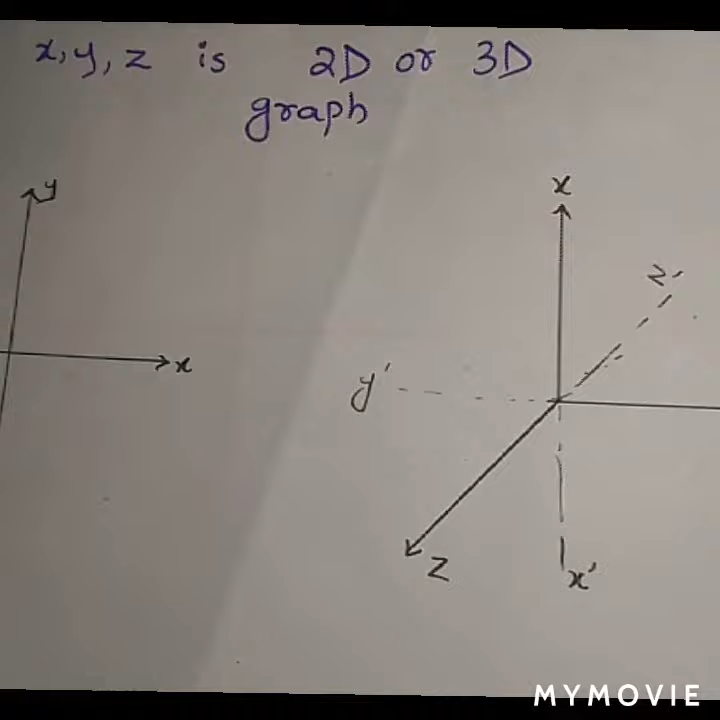 x, y, z is 2D or 3D
graph
y
x
x
z'
y'
z
x'
MYMOVIE